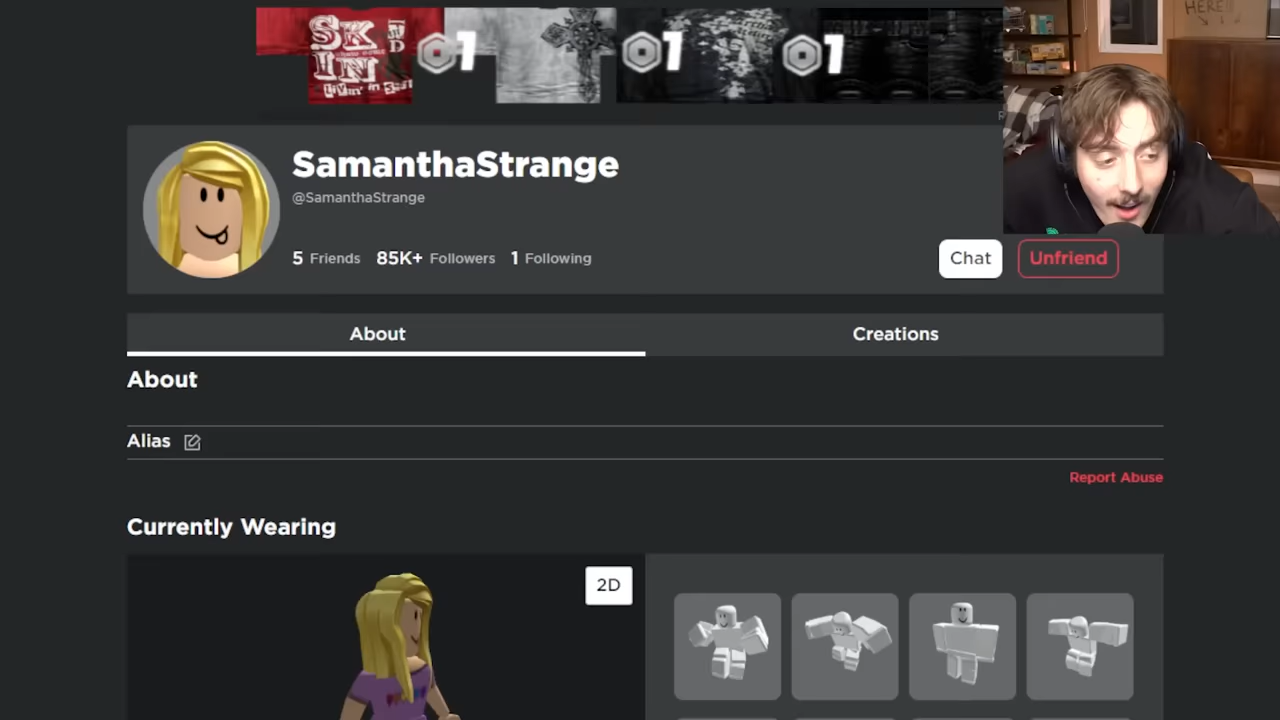 SK IN
1
1
1
HERE!!
SamanthaStrange
@SamanthaStrange
5 Friends 85K+ Followers 1 Following
Chat
Unfriend
About
Creations
About
Alias
Report Abuse
Currently Wearing
2D